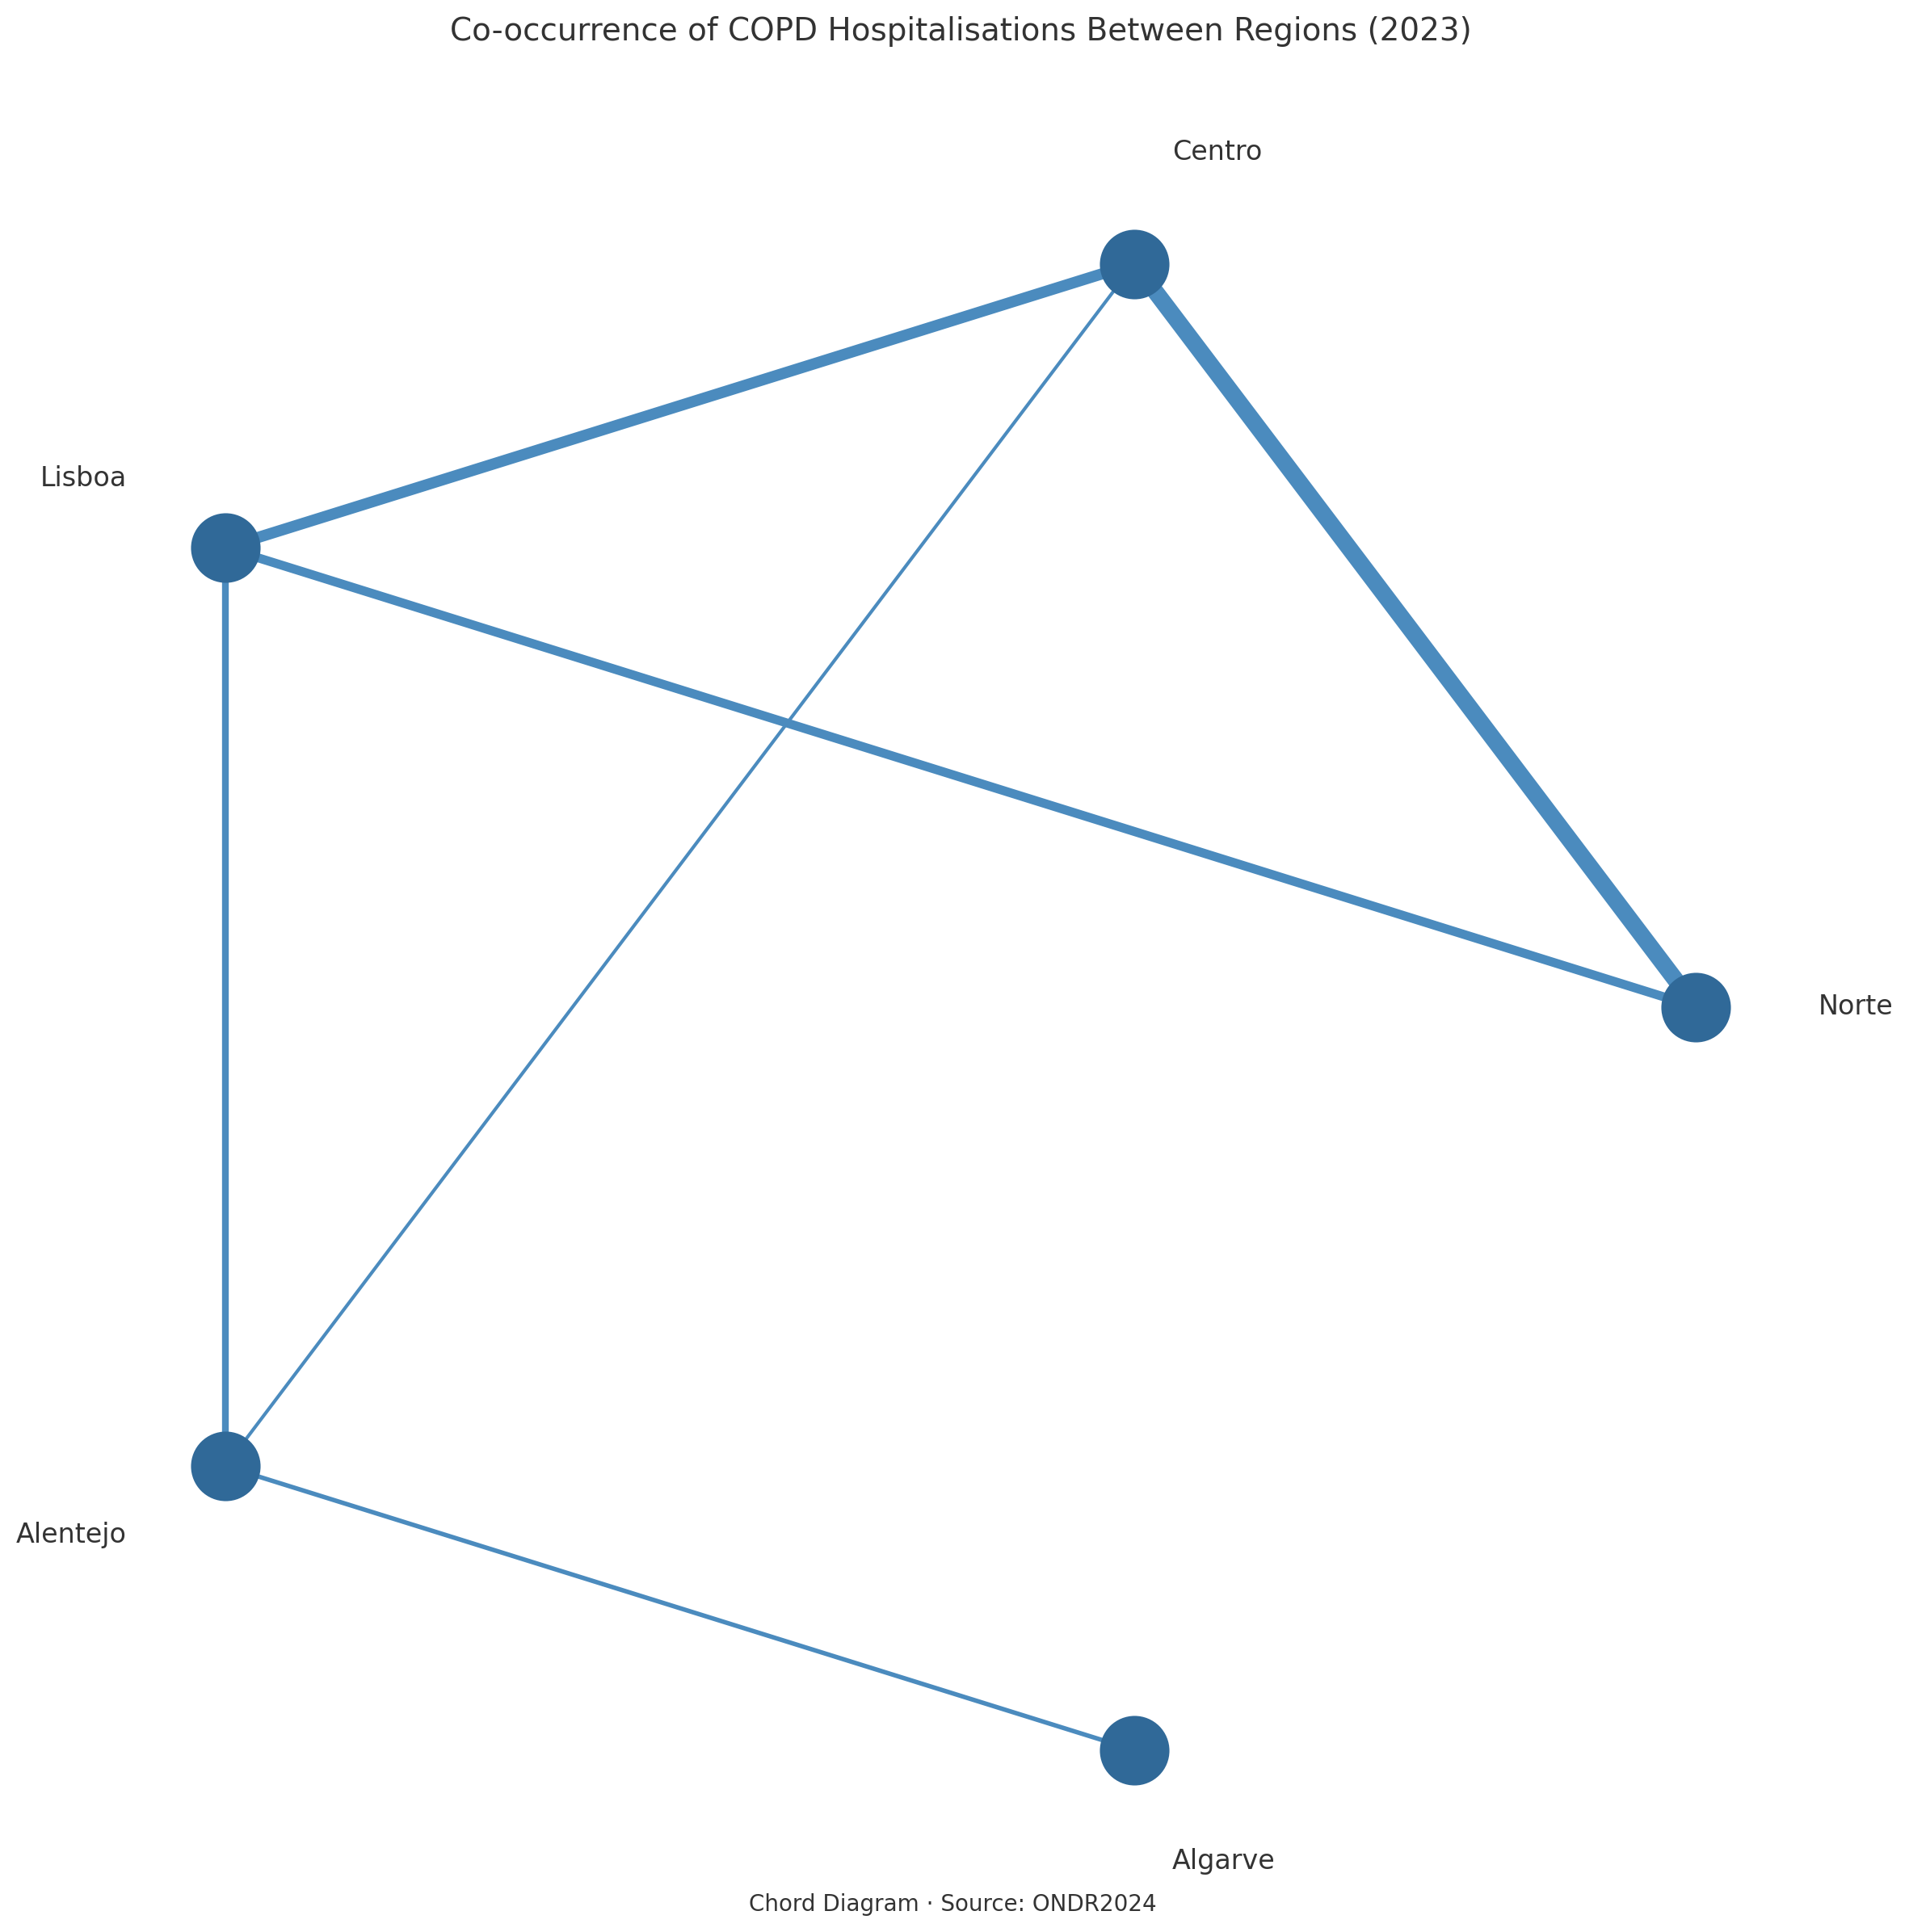 Co-occurrence of COPD Hospitalisations Between Regions (2023)
Centro
Lisboa
Norte
Alentejo
Algarve
Chord Diagram · Source: ONDR2024